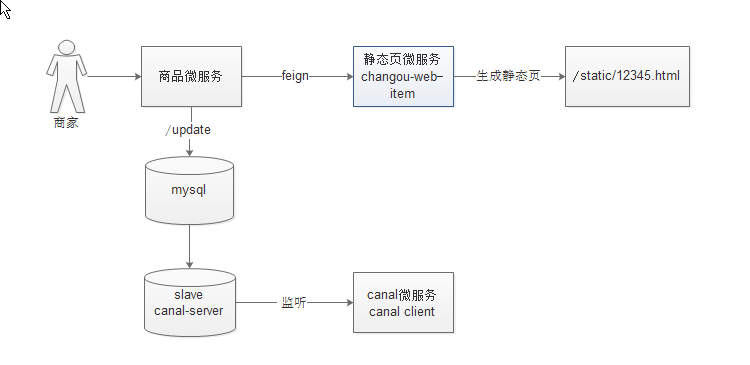 商家
商品微服务
feign
静态页微服务
changou-web-
item
生成静态页
/static/12345.html
/update
mysql
slave
canal-server
监听
canal微服务
canal client